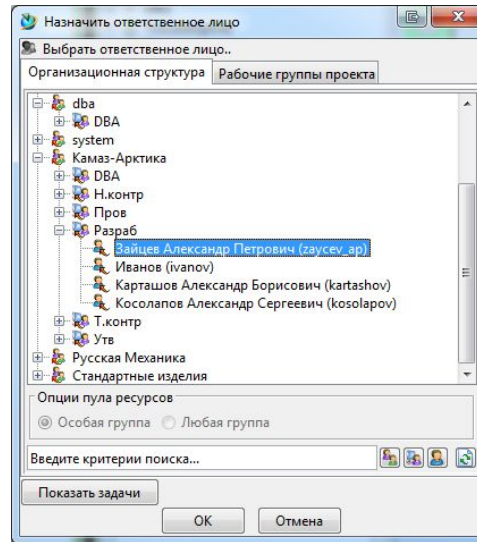 Назначить ответственное лицо
Выбрать ответственное лицо..
Организационная структура
Рабочие группы проекта
dba
DBA
system
Камаз-Арктика
DBA
Н.контр
Пров
Разраб
Зайцев Александр Петрович (zaycev_ap)
Иванов (ivanov)
Карташов Александр Борисович (kartashov)
Косолапов Александр Сергеевич (kosolapov)
Т.контр
Утв
Русская Механика
Стандартные изделия
Опции пула ресурсов
Особая группа Любая группа
Введите критерии поиска...
Показать задачи
ОК Отмена